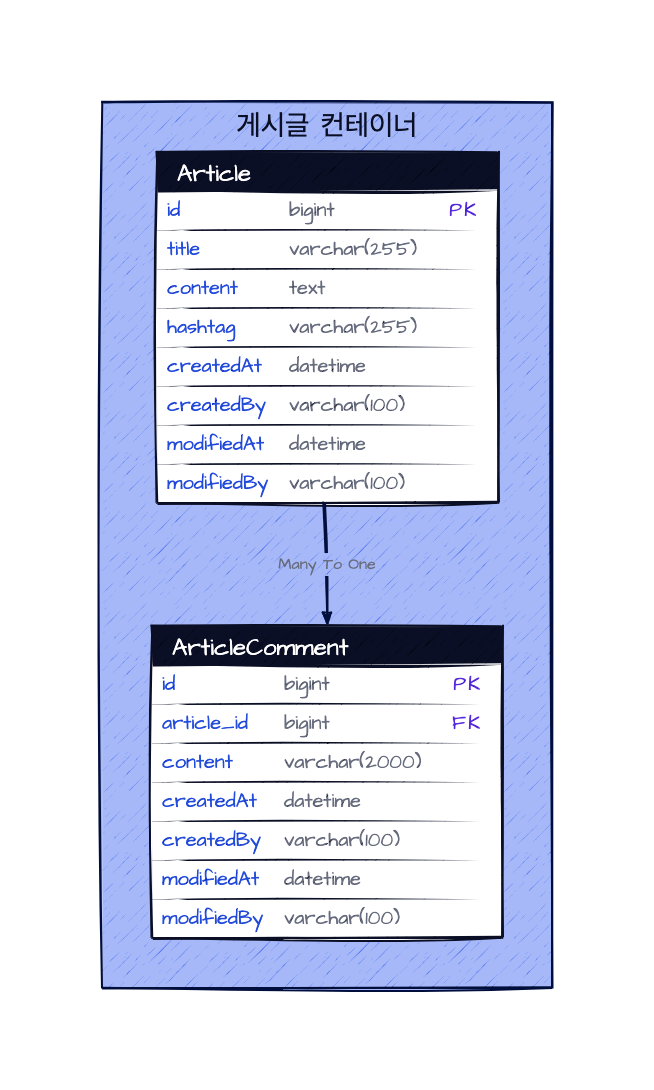 게시글 컨테이너
Article
id bigint PK
title varchar(255)
content text
hashtag varchar(255)
createdAt datetime
createdBy varchar(100)
modifiedAt datetime
modifiedBy varchar(100)
Many To One
ArticleComment
id bigint PK
article_id bigint FK
content varchar(2000)
createdAt datetime
createdBy varchar(100)
modifiedAt datetime
modifiedBy varchar(100)